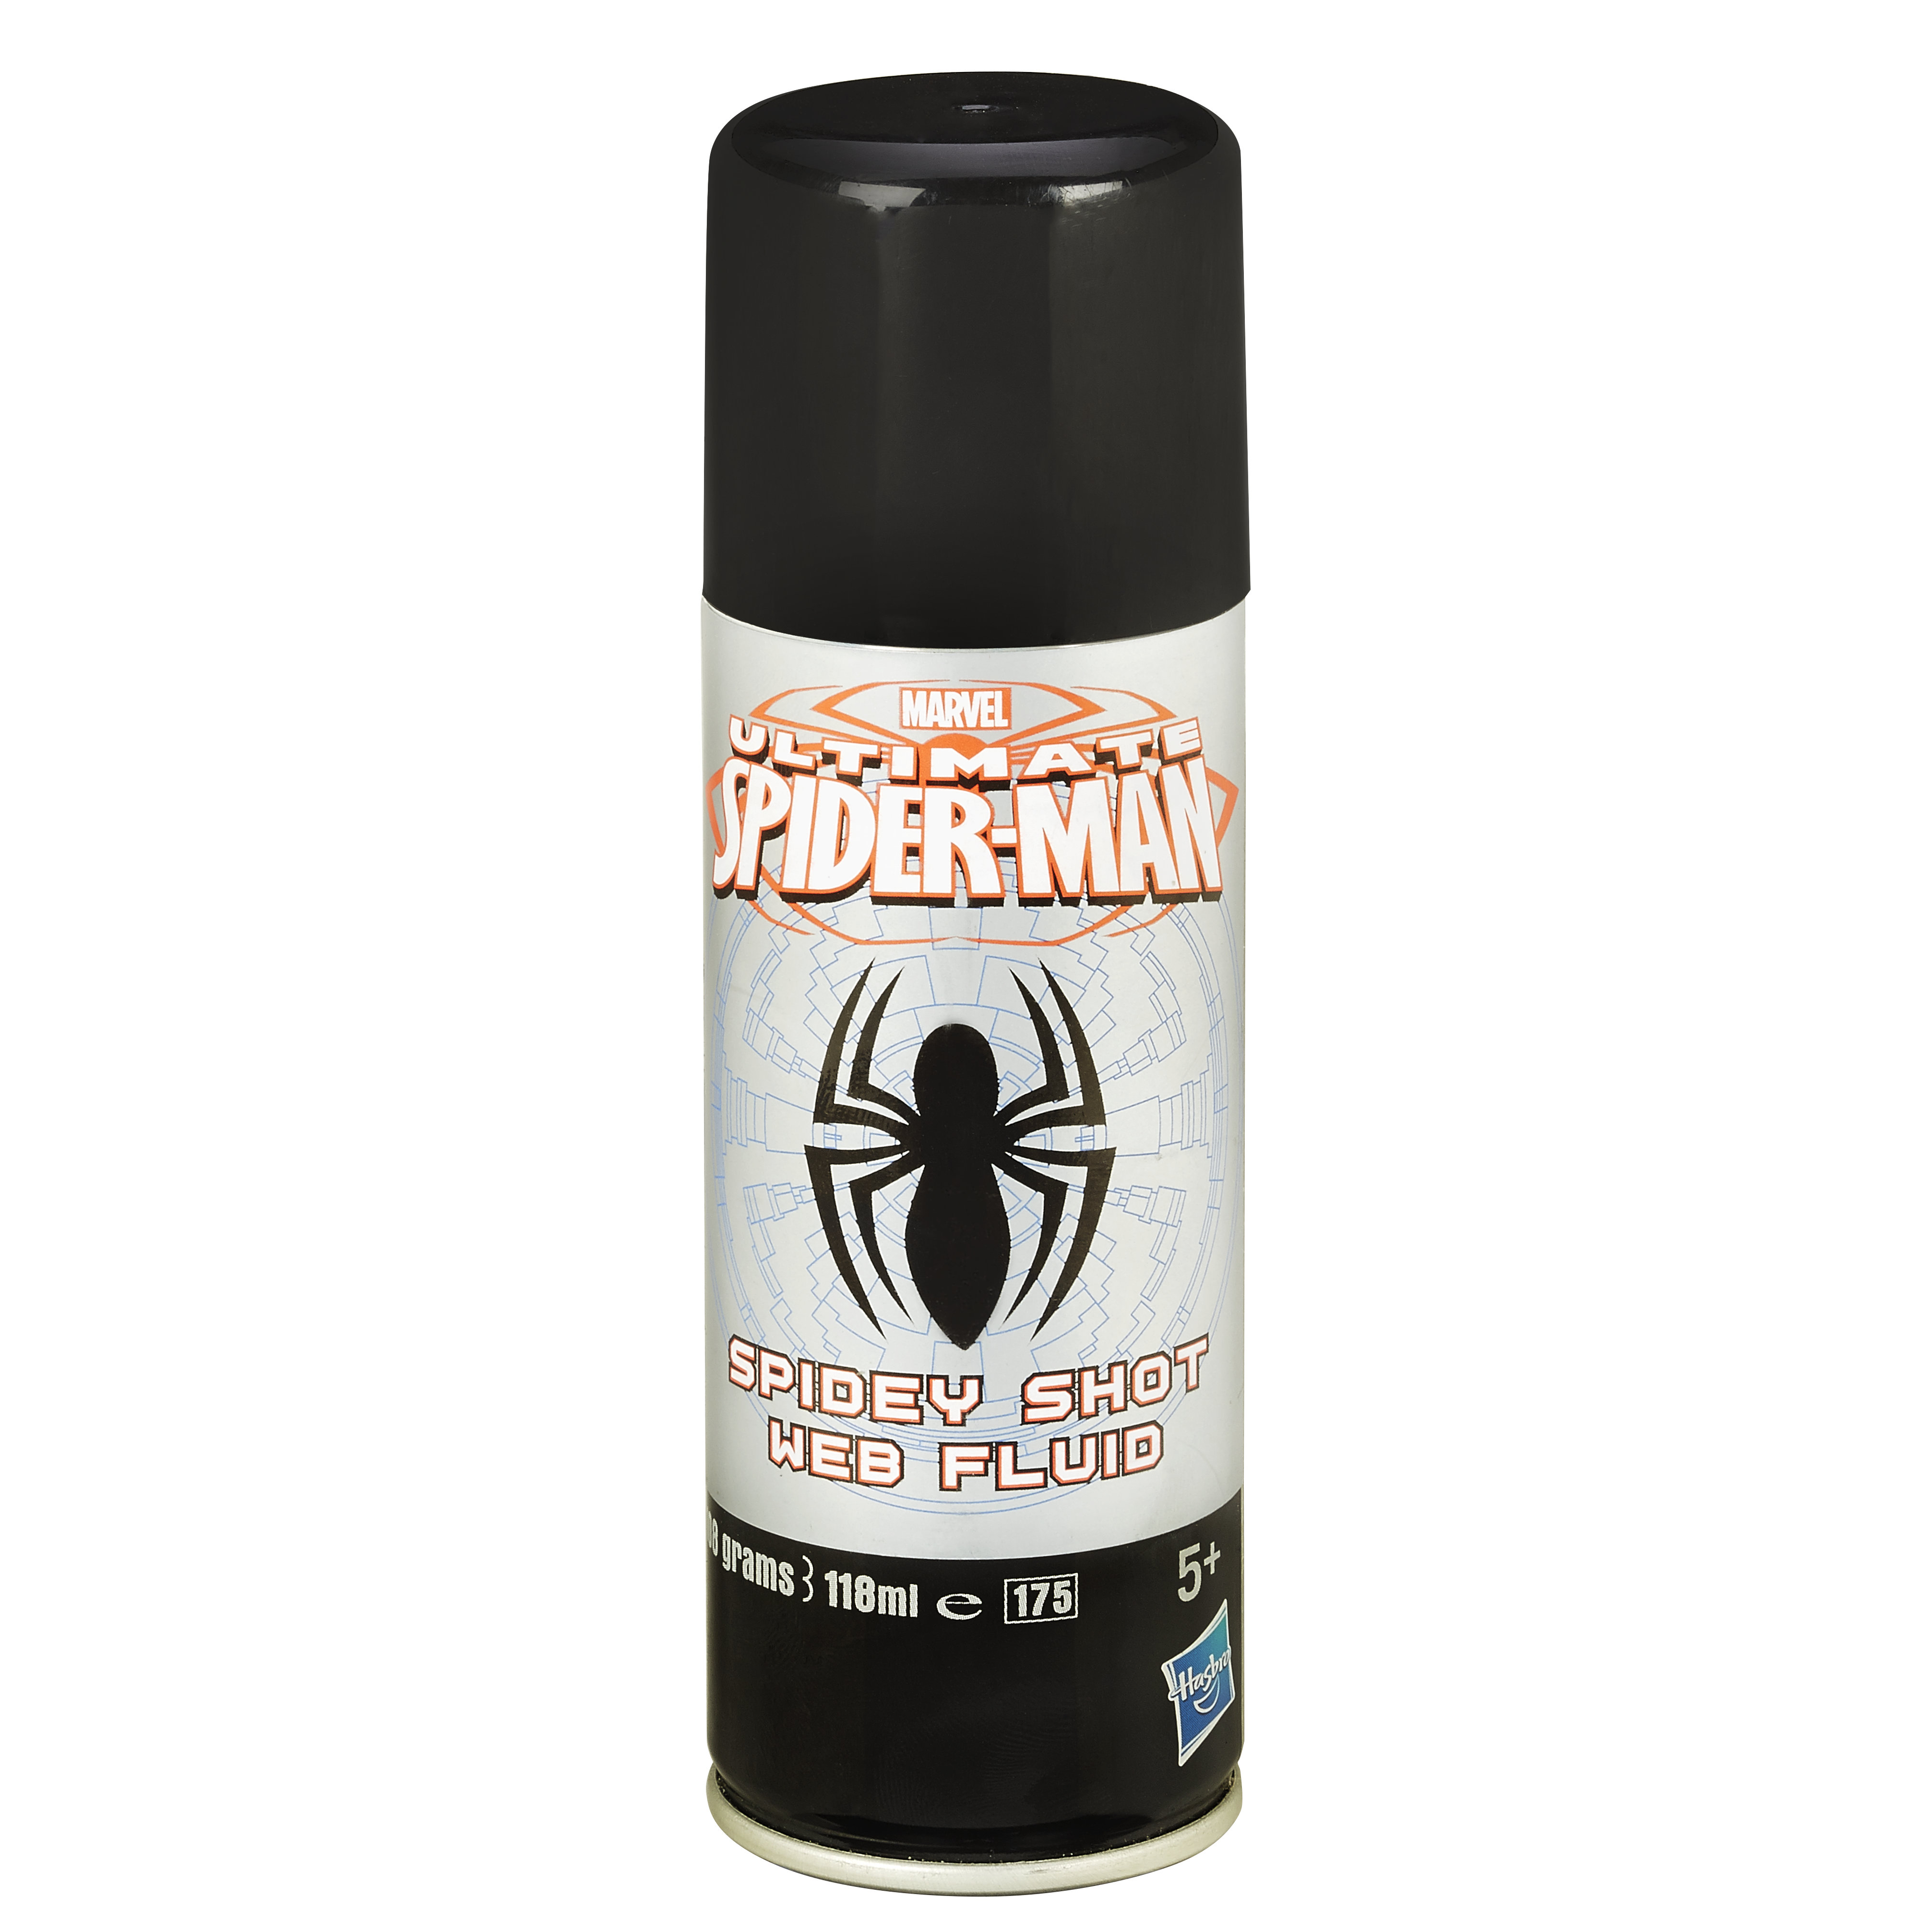 MARVEL
ULTIMATE
SPIDER-MAN
SPIDEY SHOT
WEB FLUID
grams 118ml e 175
5+
Hasbro